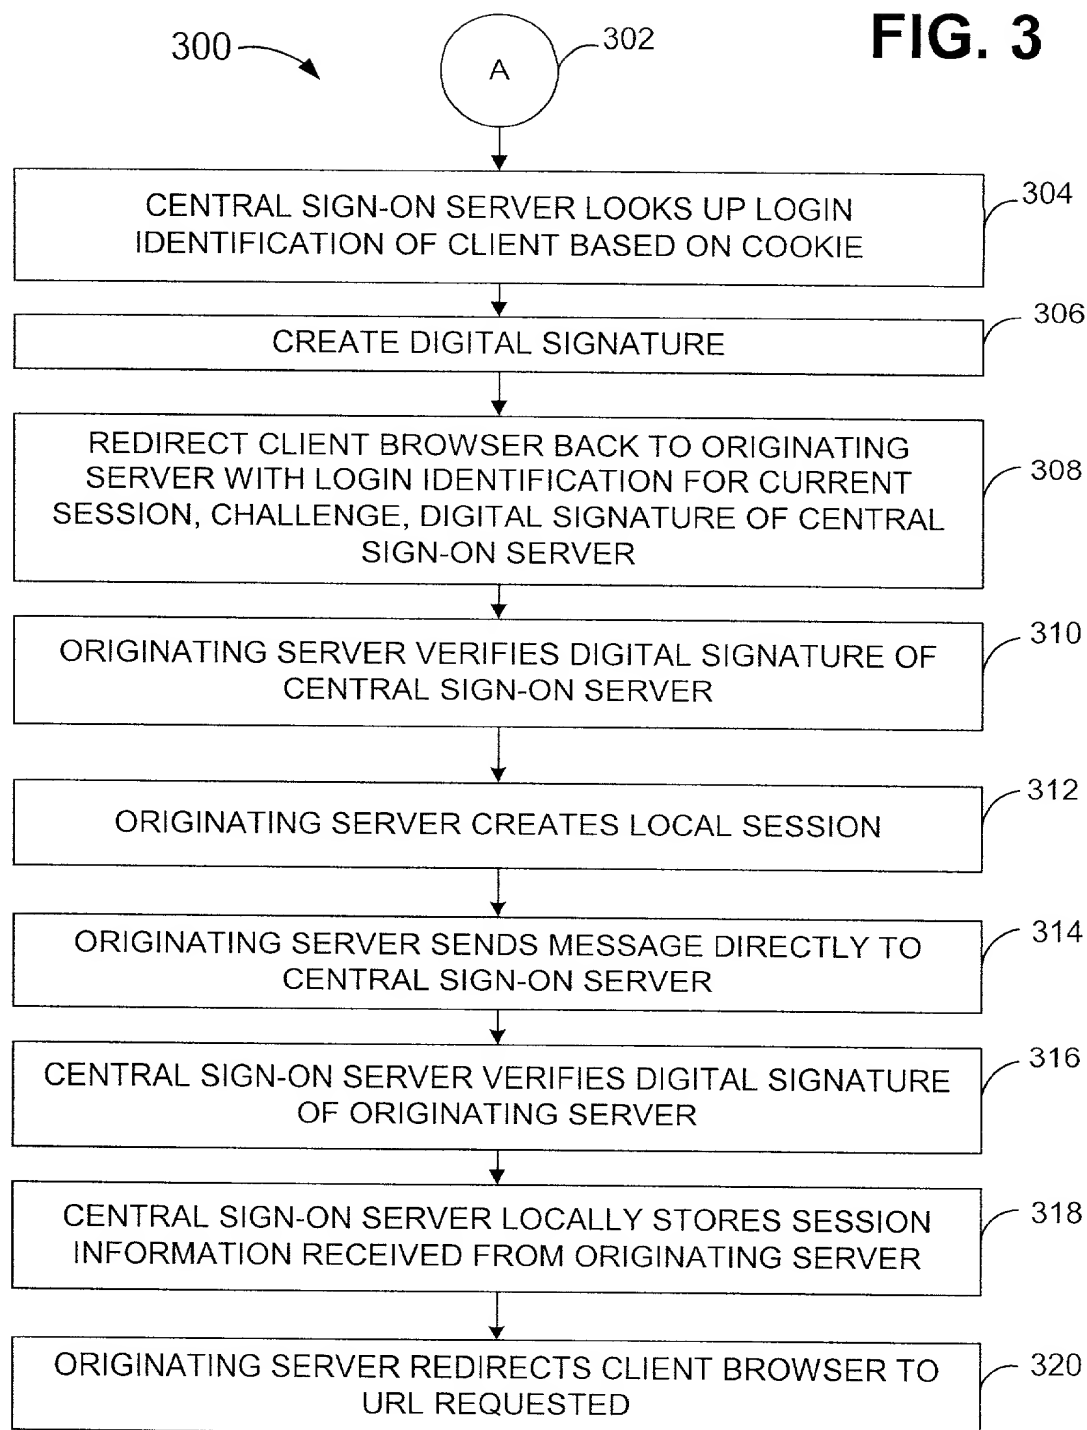 FIG. 3
300
302
A
304
CENTRAL SIGN-ON SERVER LOOKS UP LOGIN
IDENTIFICATION OF CLIENT BASED ON COOKIE
306
CREATE DIGITAL SIGNATURE
308
REDIRECT CLIENT BROWSER BACK TO ORIGINATING
SERVER WITH LOGIN IDENTIFICATION FOR CURRENT
SESSION, CHALLENGE, DIGITAL SIGNATURE OF CENTRAL
SIGN-ON SERVER
310
ORIGINATING SERVER VERIFIES DIGITAL SIGNATURE OF
CENTRAL SIGN-ON SERVER
312
ORIGINATING SERVER CREATES LOCAL SESSION
314
ORIGINATING SERVER SENDS MESSAGE DIRECTLY TO
CENTRAL SIGN-ON SERVER
316
CENTRAL SIGN-ON SERVER VERIFIES DIGITAL SIGNATURE
OF ORIGINATING SERVER
318
CENTRAL SIGN-ON SERVER LOCALLY STORES SESSION
INFORMATION RECEIVED FROM ORIGINATING SERVER
320
ORIGINATING SERVER REDIRECTS CLIENT BROWSER TO
URL REQUESTED